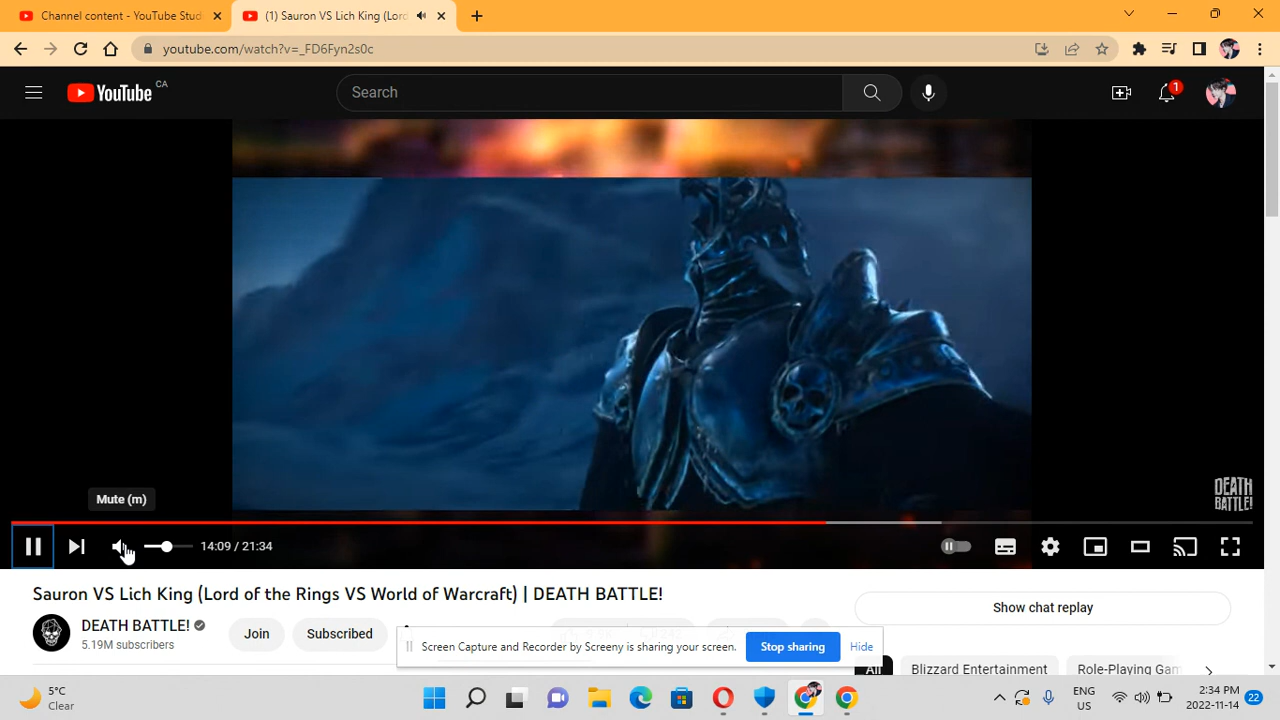 Channel content - YouTube Stud
(1) Sauron VS Lich King (Lord
youtube.com/watch?v=_FD6Fyn2s0c
YouTube CA
Search
1
DEATH
BATTLE!
Mute (m)
14:09 / 21:34
Sauron VS Lich King (Lord of the Rings VS World of Warcraft) | DEATH BATTLE!
DEATH BATTLE!
5.19M subscribers
Join
Subscribed
Show chat replay
Screen Capture and Recorder by Screeny is sharing your screen.
Stop sharing
Hide
All
Blizzard Entertainment
Role-Playing Gam
5°C
Clear
ENG
US
2:34 PM
2022-11-14
22